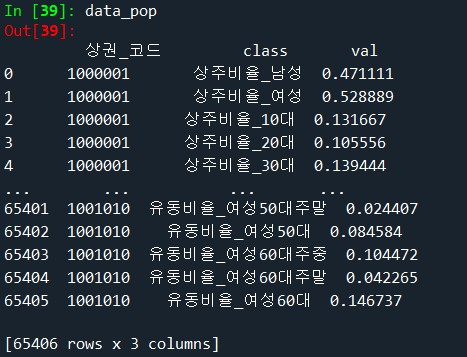 In [39]: data_pop
Out[39]:
상권_코드 class val
0 1000001 상주비율_남성 0.471111
1 1000001 상주비율_여성 0.528889
2 1000001 상주비율_10대 0.131667
3 1000001 상주비율_20대 0.105556
4 1000001 상주비율_30대 0.139444
... ... ... ...
65401 1001010 유동비율_여성50대주말 0.024407
65402 1001010 유동비율_여성50대 0.084584
65403 1001010 유동비율_여성60대주중 0.104472
65404 1001010 유동비율_여성60대주말 0.042265
65405 1001010 유동비율_여성60대 0.146737
[65406 rows x 3 columns]